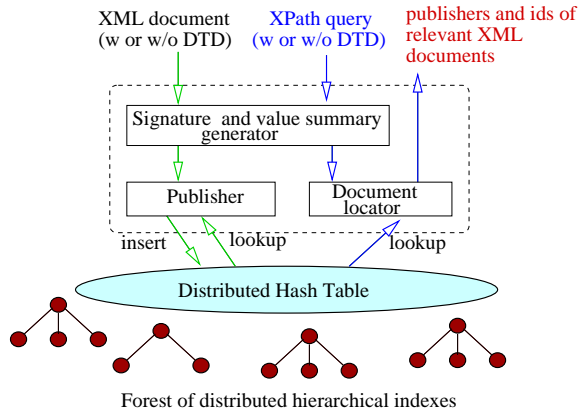 XML document
(w or w/o DTD)
XPath query
(w or w/o DTD)
publishers and ids of
relevant XML
documents
Signature and value summary
generator
Publisher
Document
locator
insert
lookup
lookup
Distributed Hash Table
Forest of distributed hierarchical indexes